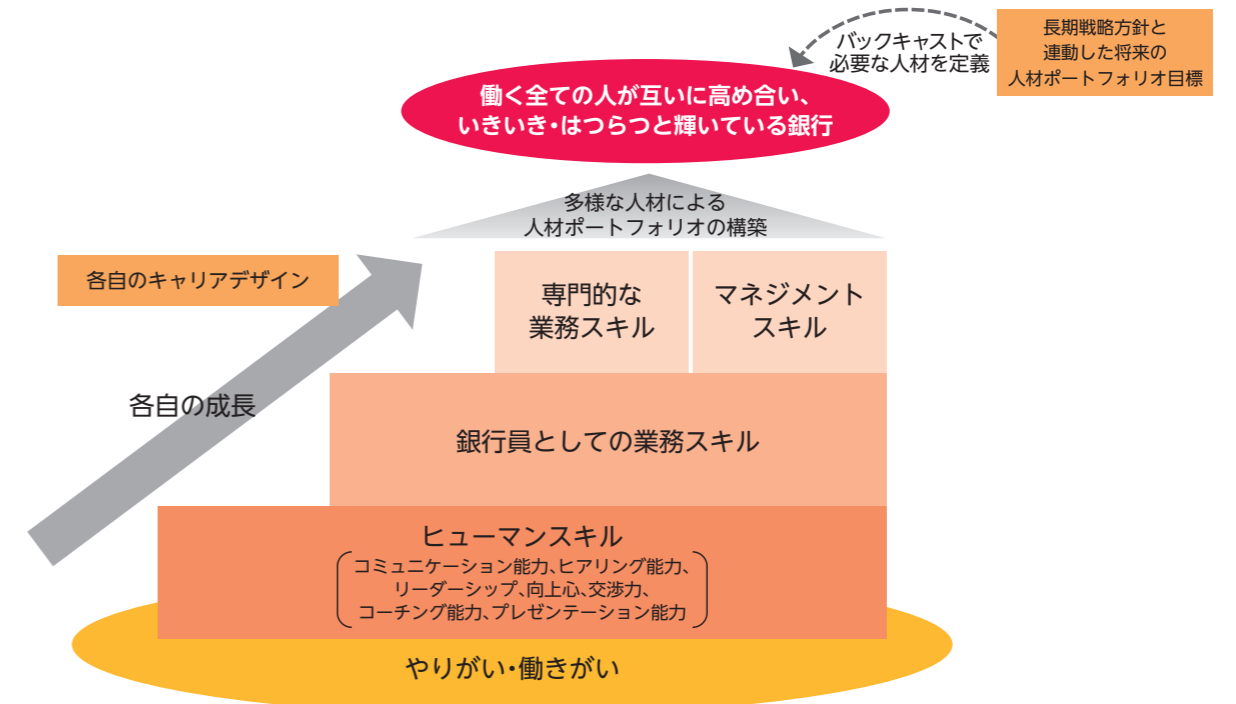 長期戦略方針と
連動した将来の
人材ポートフォリオ目標
バックキャストで
必要な人材を定義
働く全ての人が互いに高め合い、
いきいき・はつらつと輝いている銀行
多様な人材による
人材ポートフォリオの構築
各自のキャリアデザイン
専門的な
業務スキル
マネジメント
スキル
各自の成長
銀行員としての業務スキル
ヒューマンスキル
コミュニケーション能力、ヒアリング能力、
リーダーシップ、向上心、交渉力、
コーチング能力、プレゼンテーション能力
やりがい・働きがい